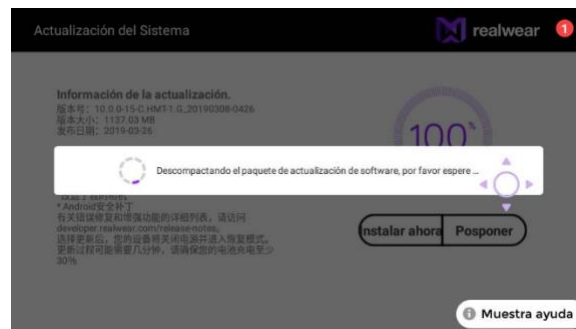 Actualización del Sistema
realwear
1
Información de la actualización.
版本号: 10.0.0-15-C.HMT-1.G_20190308-0426
版本大小: 1137.03 MB
发布日期: 2019-03-26
100%
Descompactando el paquete de actualización de software, por favor espere ...
* Android安全补丁
有关错误修复和增强功能的详细列表，请访问
developer.realwear.com/release-notes。
选择更新后，您的设备将关闭电源并进入恢复模式。
更新过程可能需要几分钟，请确保您的电池充电至少
30%
Instalar ahora
Posponer
Muestra ayuda